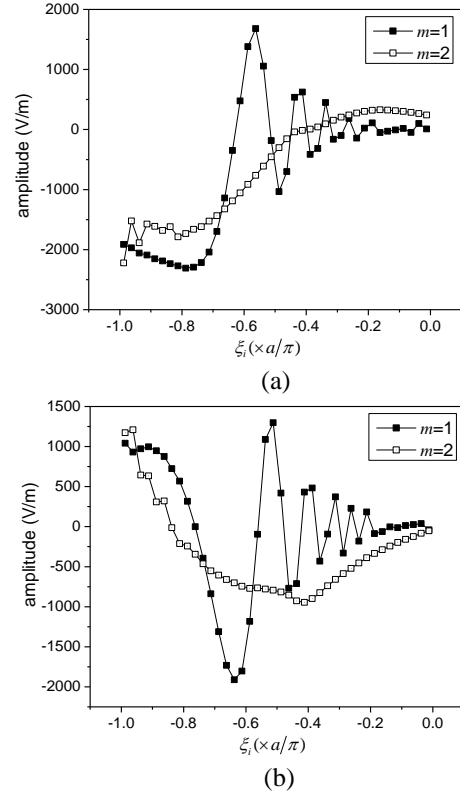 2000
1000
0
-1000
-2000
-3000
amplitude (V/m)
m=1
m=2
-1.0 -0.8 -0.6 -0.4 -0.2 0.0
ξi(×a/π)
(a)
1500
1000
500
0
-500
-1000
-1500
-2000
amplitude (V/m)
m=1
m=2
-1.0 -0.8 -0.6 -0.4 -0.2 0.0
ξi(×a/π)
(b)